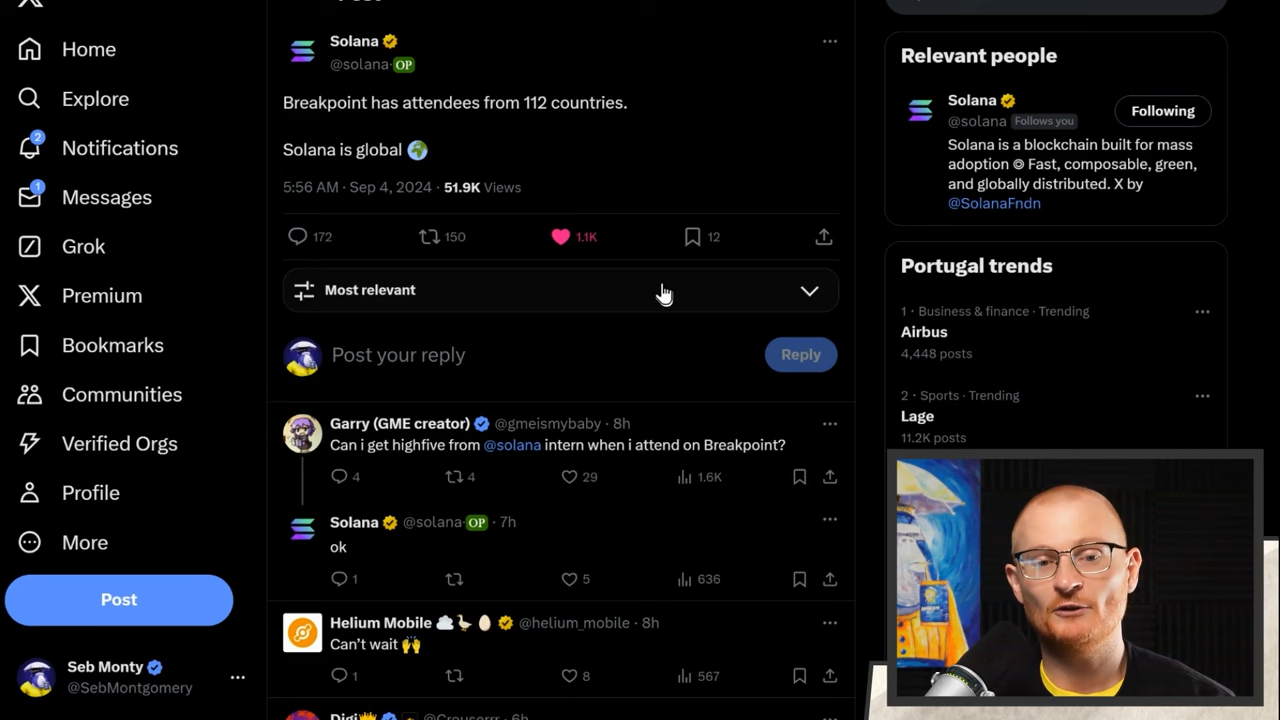 Home
Explore
2
Notifications
1
Messages
Grok
Premium
Bookmarks
Communities
Verified Orgs
Profile
More
Post
Seb Monty
@SebMontgomery
Solana
@solana · OP
Breakpoint has attendees from 112 countries.
Solana is global
5:56 AM · Sep 4, 2024 · 51.9K Views
172 150 1.1K 12
Most relevant
Post your reply
Reply
Garry (GME creator) @gmeismybaby · 8h
Can i get highfive from @solana intern when i attend on Breakpoint?
4 4 29 1.6K
Solana @solana · OP · 7h
ok
1 5 636
Helium Mobile @helium_mobile · 8h
Can't wait
1 8 567
Relevant people
Solana
@solana Follows you
Following
Solana is a blockchain built for mass
adoption ◎ Fast, composable, green,
and globally distributed. X by
@SolanaFndn
Portugal trends
1 · Business & finance · Trending
Airbus
4,448 posts
2 · Sports · Trending
Lage
11.2K posts